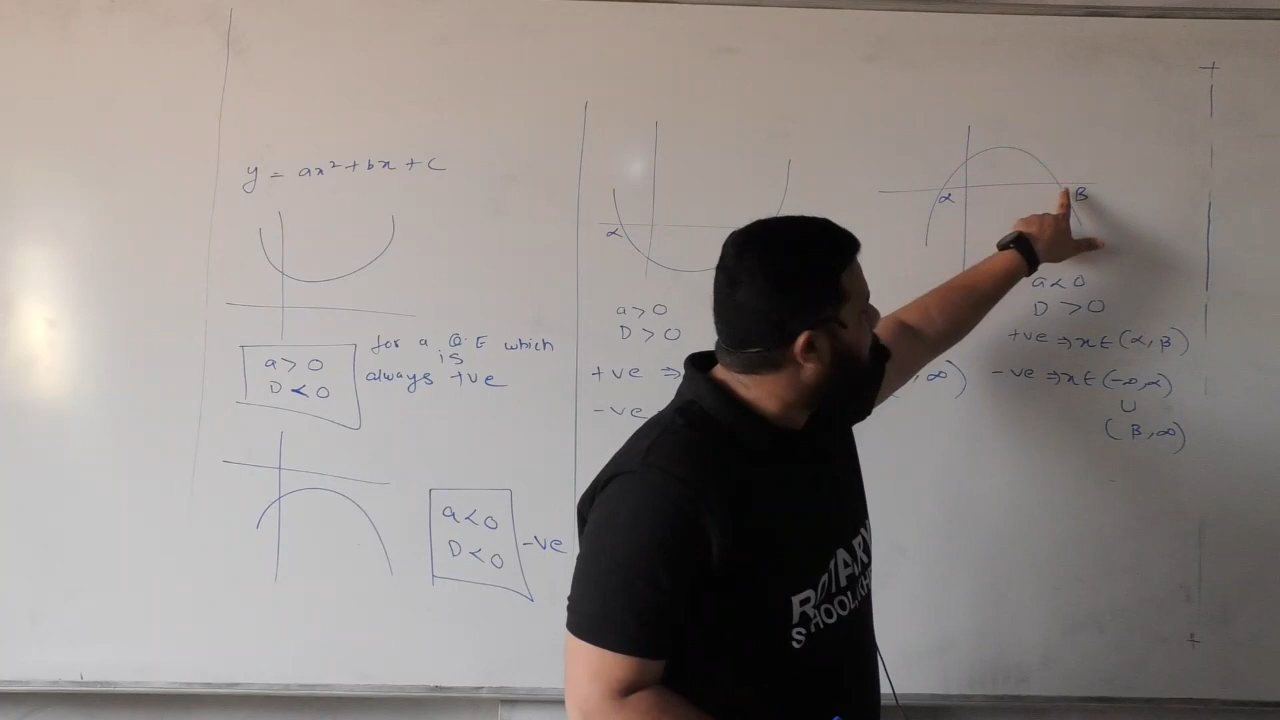 y = ax² + bx + c
a > 0
D < 0
for a Q.E which
is
always +ve
a < 0
D < 0
-ve
α
a > 0
D > 0
+ve ⇒
, ∞)
-ve
α
β
a < 0
D > 0
+ve ⇒ x ∈ (α, β)
-ve ⇒ x ∈ (-∞, α)
∪
(β, ∞)
ROTARY